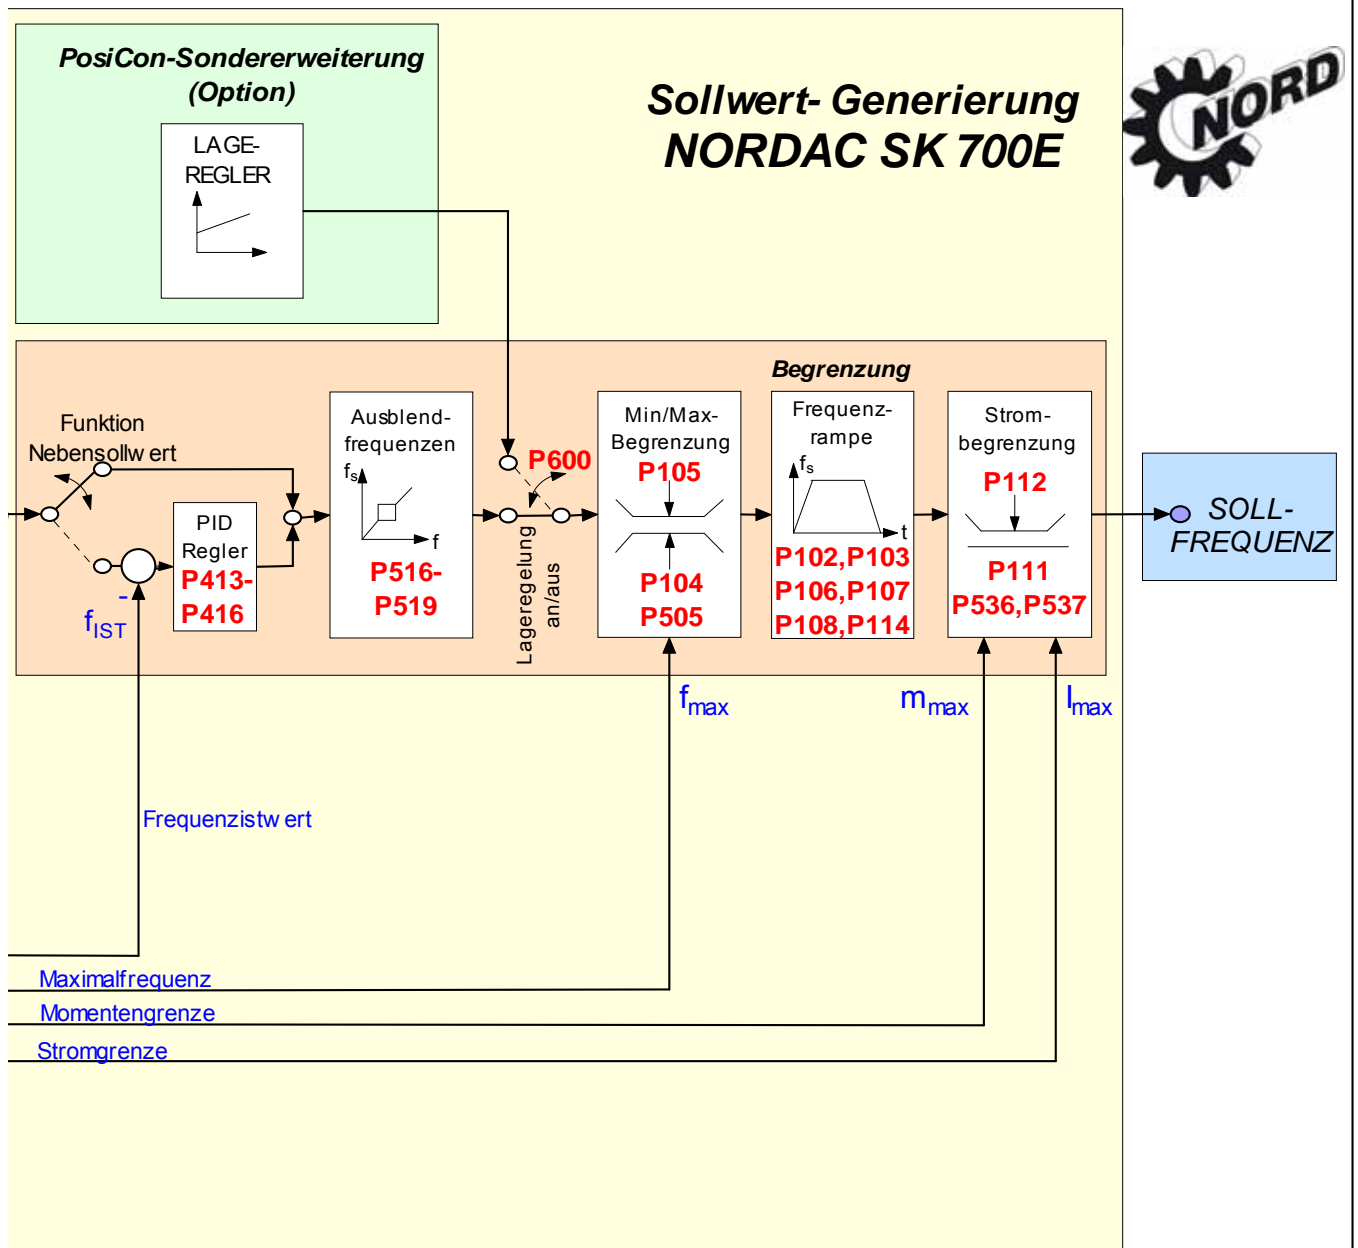 PosiCon-Sondererweiterung
(Option)
LAGE-
REGLER
Sollwert- Generierung
NORDAC SK 700E
NORD
Begrenzung
Funktion
Nebensollwert
PID
Regler
P413-
P416
-
fIST
Ausblend-
frequenzen
fs
f
P516-
P519
P600
Lageregelung
an/aus
Min/Max-
Begrenzung
P105
P104
P505
Frequenz-
rampe
fs
t
P102,P103
P106,P107
P108,P114
Strom-
begrenzung
P112
P111
P536,P537
SOLL-
FREQUENZ
fmax
mmax
Imax
Frequenzistwert
Maximalfrequenz
Momentengrenze
Stromgrenze